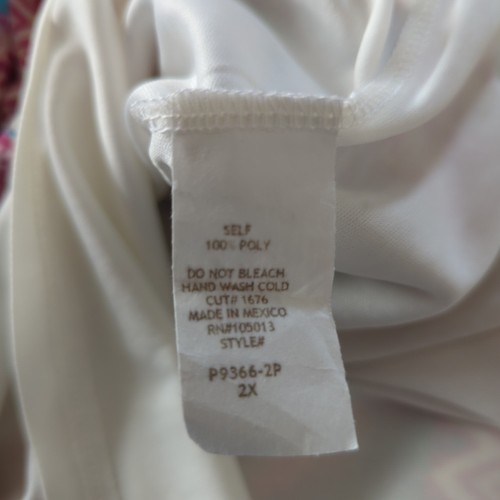 SELF
100% POLY
DO NOT BLEACH
HAND WASH COLD
CUT# 1676
MADE IN MEXICO
RN#105013
STYLE#
P9366-2P
2X